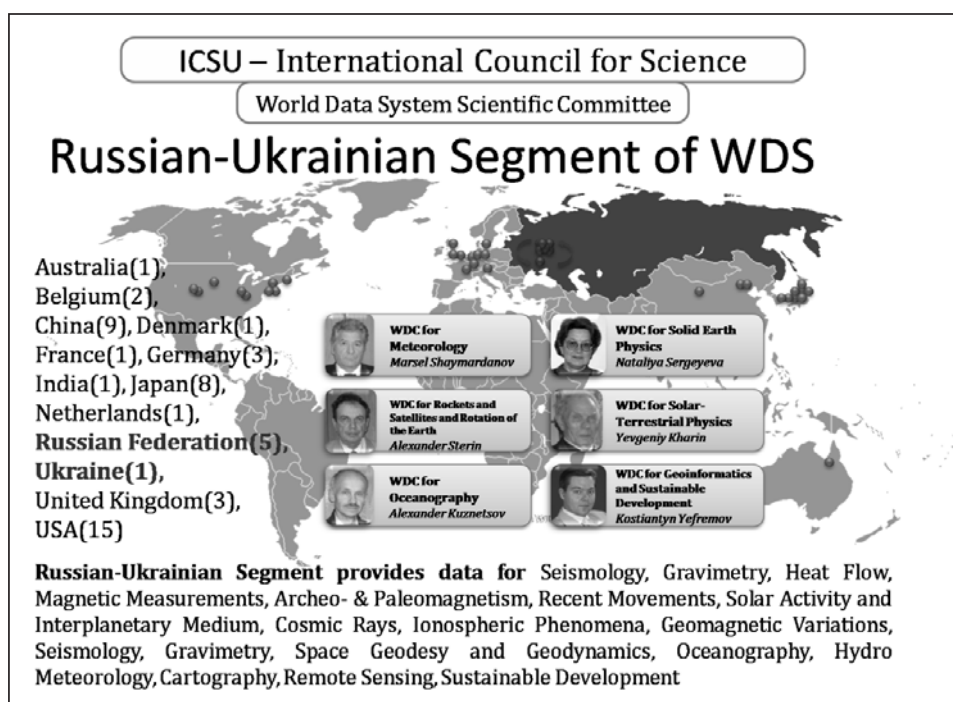 ICSU – International Council for Science
World Data System Scientific Committee
Russian-Ukrainian Segment of WDS
Australia(1),
Belgium(2),
China(9), Denmark(1),
France(1), Germany(3),
India(1), Japan(8),
Netherlands(1),
Russian Federation(5),
Ukraine(1),
United Kingdom(3),
USA(15)
WDC for
Meteorology
Marsel Shaymardanov
WDC for Solid Earth
Physics
Nataliya Sergeyeva
WDC for Rockets and
Satellites and Rotation of
the Earth
Alexander Sterin
WDC for Solar-
Terrestrial Physics
Yevgeniy Kharin
WDC for
Oceanography
Alexander Kuznetsov
WDC for Geoinformatics
and Sustainable
Development
Kostiantyn Yefremov
Russian-Ukrainian Segment provides data for Seismology, Gravimetry, Heat Flow,
Magnetic Measurements, Archeo- & Paleomagnetism, Recent Movements, Solar Activity and
Interplanetary Medium, Cosmic Rays, Ionospheric Phenomena, Geomagnetic Variations,
Seismology, Gravimetry, Space Geodesy and Geodynamics, Oceanography, Hydro
Meteorology, Cartography, Remote Sensing, Sustainable Development